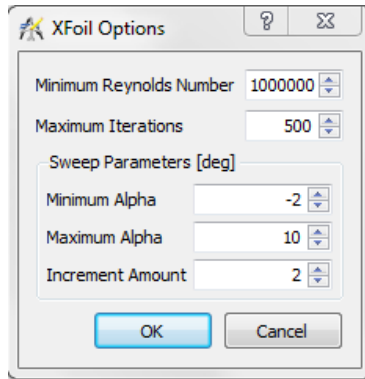 XFoil Options
Minimum Reynolds Number 1000000
Maximum Iterations 500
Sweep Parameters [deg]
Minimum Alpha -2
Maximum Alpha 10
Increment Amount 2
OK Cancel